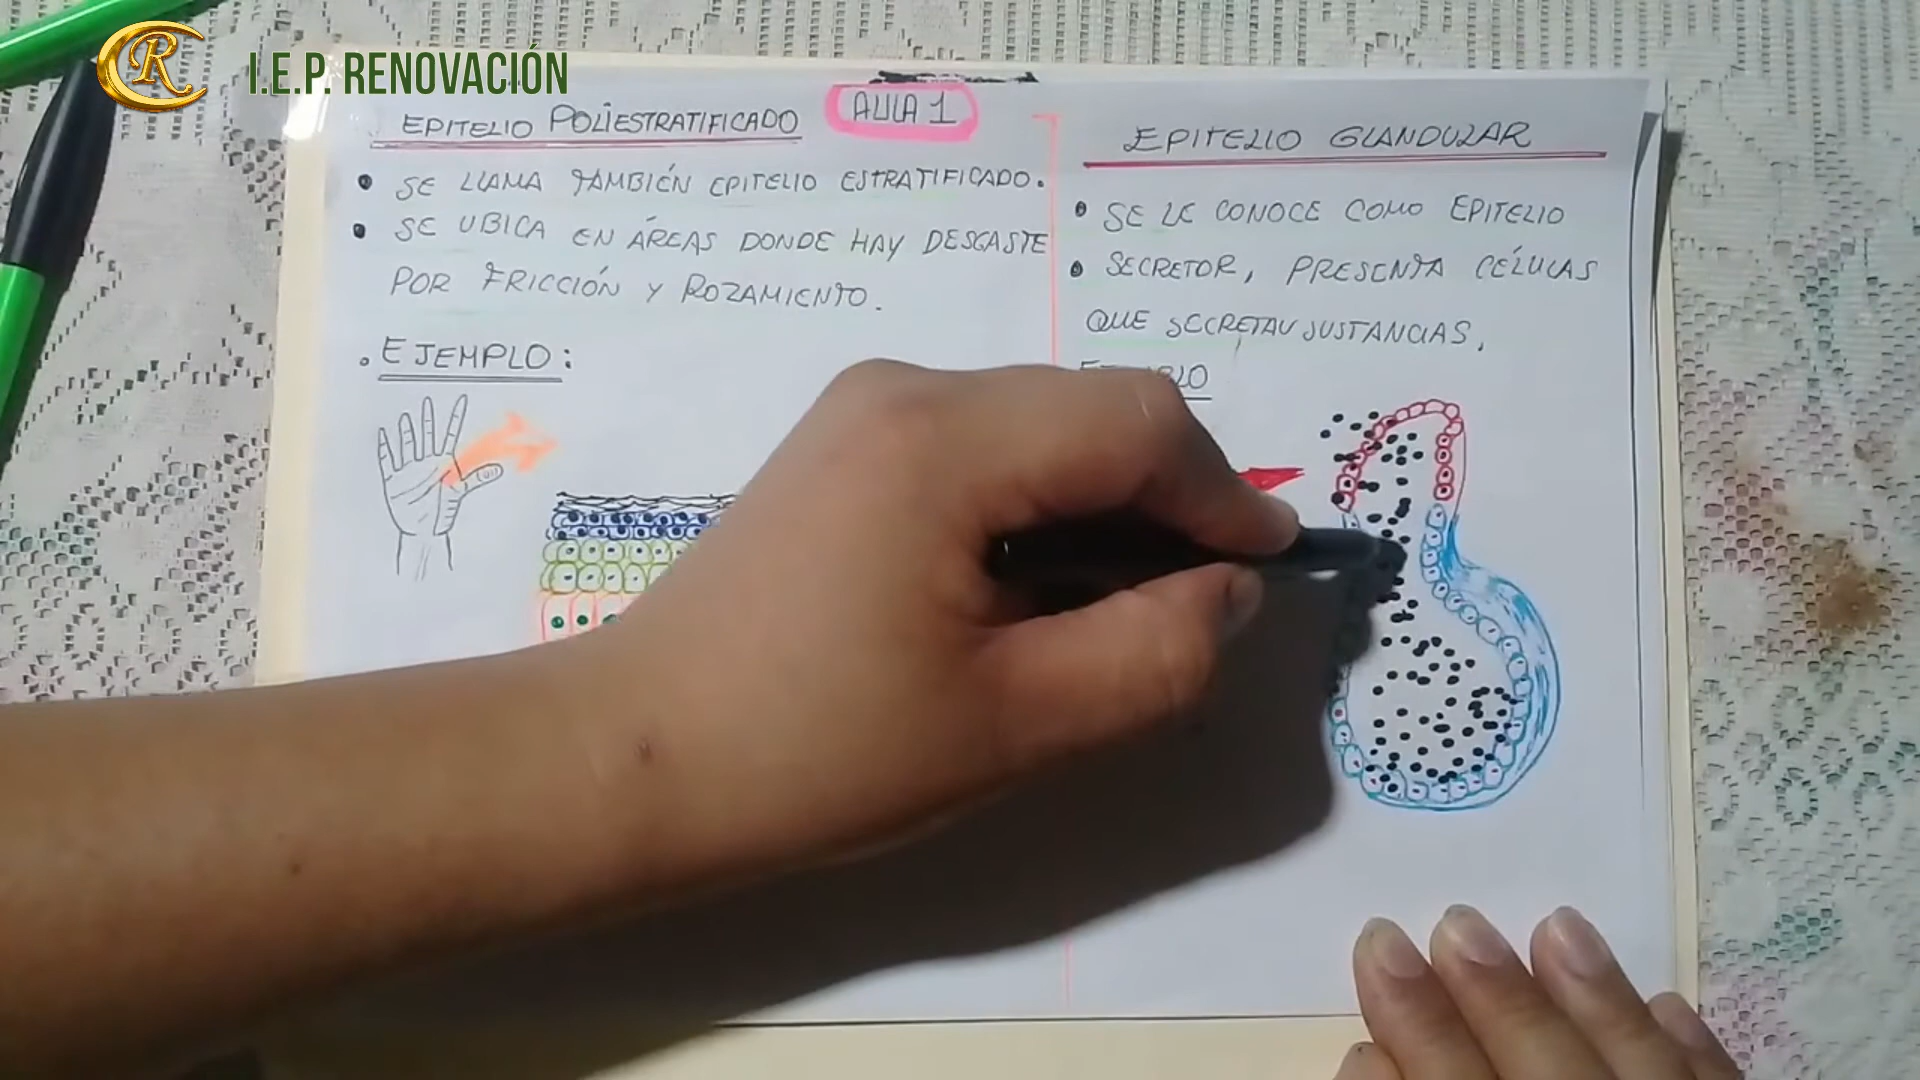 I.E.P. RENOVACIÓN
AULA 1
EPITELIO POLIESTRATIFICADO
• SE LLAMA TAMBIÉN EPITELIO ESTRATIFICADO.
• SE UBICA EN ÁREAS DONDE HAY DESGASTE
POR FRICCIÓN Y ROZAMIENTO.
. EJEMPLO:
EPITELIO GLANDULAR
• SE LE CONOCE COMO EPITELIO
• SECRETOR, PRESENTA CÉLULAS
QUE SECRETAN SUSTANCIAS.